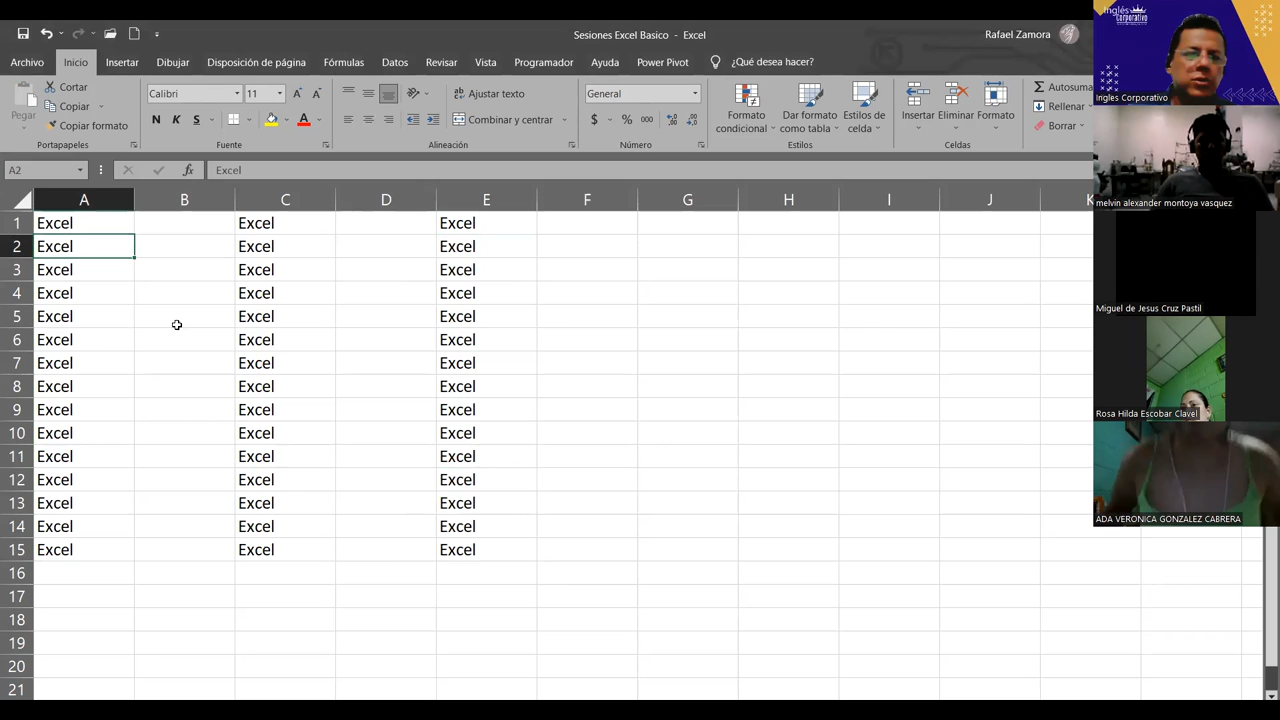 Sesiones Excel Basico - Excel
Rafael Zamora
Archivo Inicio Insertar Dibujar Disposición de página Fórmulas Datos Revisar Vista Programador Ayuda Power Pivot ¿Qué desea hacer?
Pegar
Cortar
Copiar
Copiar formato
Portapapeles
Calibri 11
N K S
Fuente
Ajustar texto
Combinar y centrar
Alineación
General
$ % 000
Número
Formato condicional
Dar formato como tabla
Estilos de celda
Estilos
Insertar Eliminar Formato
Celdas
Autosuma
Rellenar
Borrar
A2 fx Excel
A B C D E F G H I J K
1 Excel Excel Excel
2 Excel Excel Excel
3 Excel Excel Excel
4 Excel Excel Excel
5 Excel Excel Excel
6 Excel Excel Excel
7 Excel Excel Excel
8 Excel Excel Excel
9 Excel Excel Excel
10 Excel Excel Excel
11 Excel Excel Excel
12 Excel Excel Excel
13 Excel Excel Excel
14 Excel Excel Excel
15 Excel Excel Excel
16
17
18
19
20
21
Inglés
Corporativo
Ingles Corporativo
melvin alexander montoya vasquez
Miguel de Jesus Cruz Pastil
Rosa Hilda Escobar Clavel
ADA VERONICA GONZALEZ CABRERA